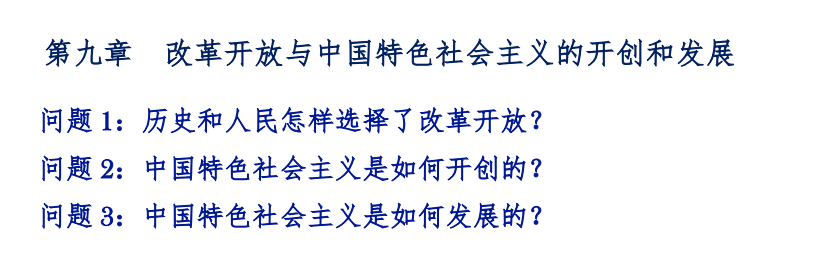 第九章　改革开放与中国特色社会主义的开创和发展
问题 1：历史和人民怎样选择了改革开放？
问题 2：中国特色社会主义是如何开创的？
问题 3：中国特色社会主义是如何发展的？